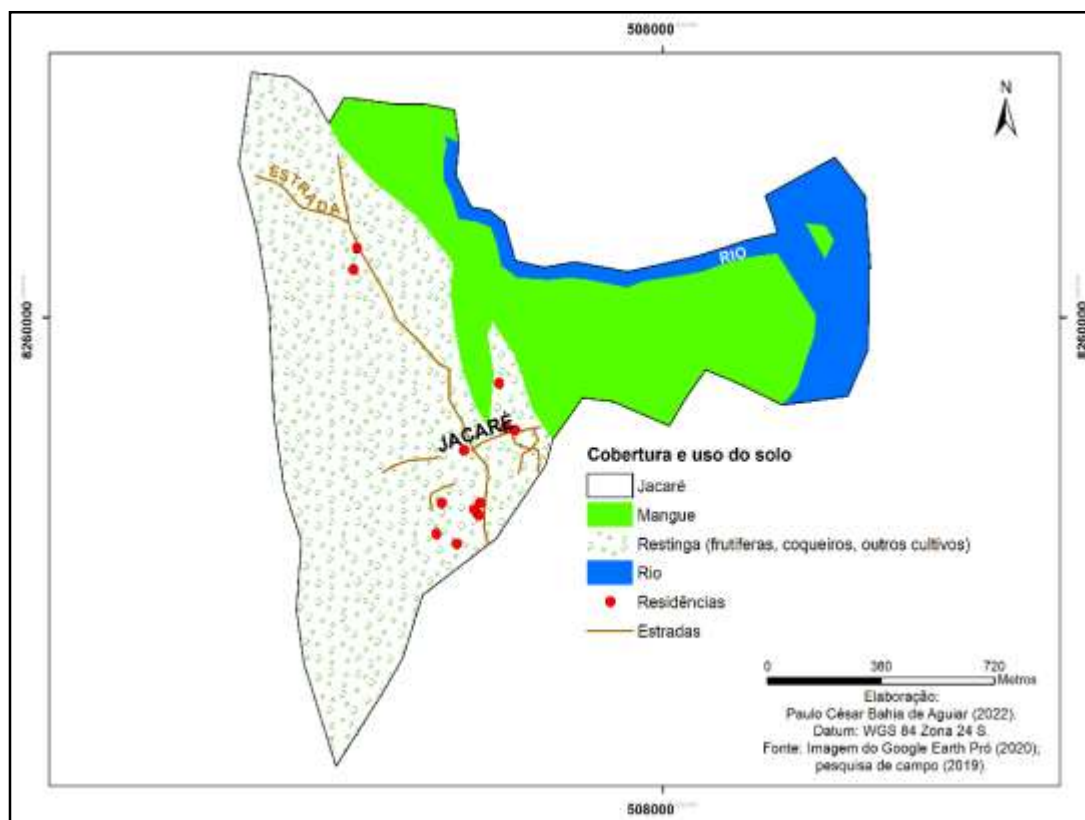 508000
N
ESTRADA
RIO
8260000
8260000
JACARÉ
Cobertura e uso do solo
Jacaré
Mangue
Restinga (frutíferas, coqueiros, outros cultivos)
Rio
Residências
Estradas
0 360 720
Metros
Elaboração:
Paulo César Bahia de Aguiar (2022).
Datum: WGS 84 Zona 24 S.
Fonte: Imagem do Google Earth Pró (2020);
pesquisa de campo (2019).
508000